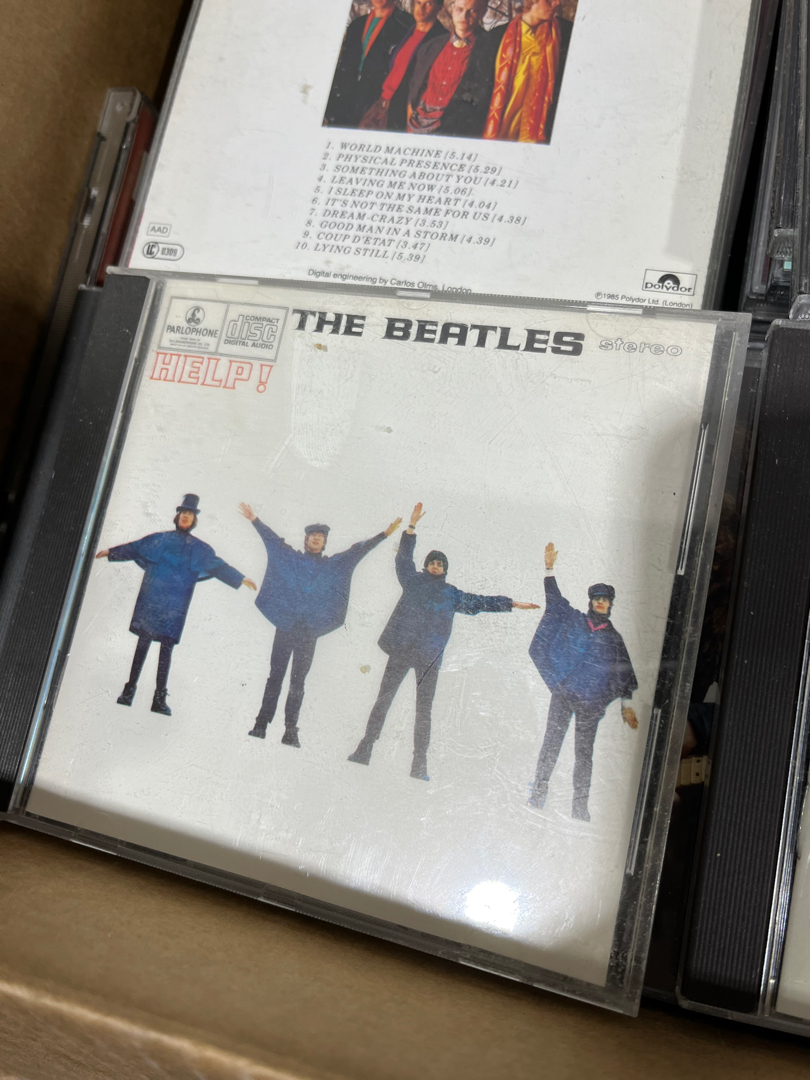 1. WORLD MACHINE [5.14]
2. PHYSICAL PRESENCE [5.29]
3. SOMETHING ABOUT YOU [4.21]
4. LEAVING ME NOW [5.06]
5. I SLEEP ON MY HEART [4.04]
6. IT'S NOT THE SAME FOR US [4.38]
7. DREAM-CRAZY [3.53]
8. GOOD MAN IN A STORM [4.39]
9. COUP D'ETAT [3.47]
10. LYING STILL [5.39]
AAD
LC 0309
Digital engineering by Carlos Olms, London
polydor
℗1985 Polydor Ltd. (London)
PARLOPHONE
COMPACT
disc
DIGITAL AUDIO
THE BEATLES stereo
HELP!